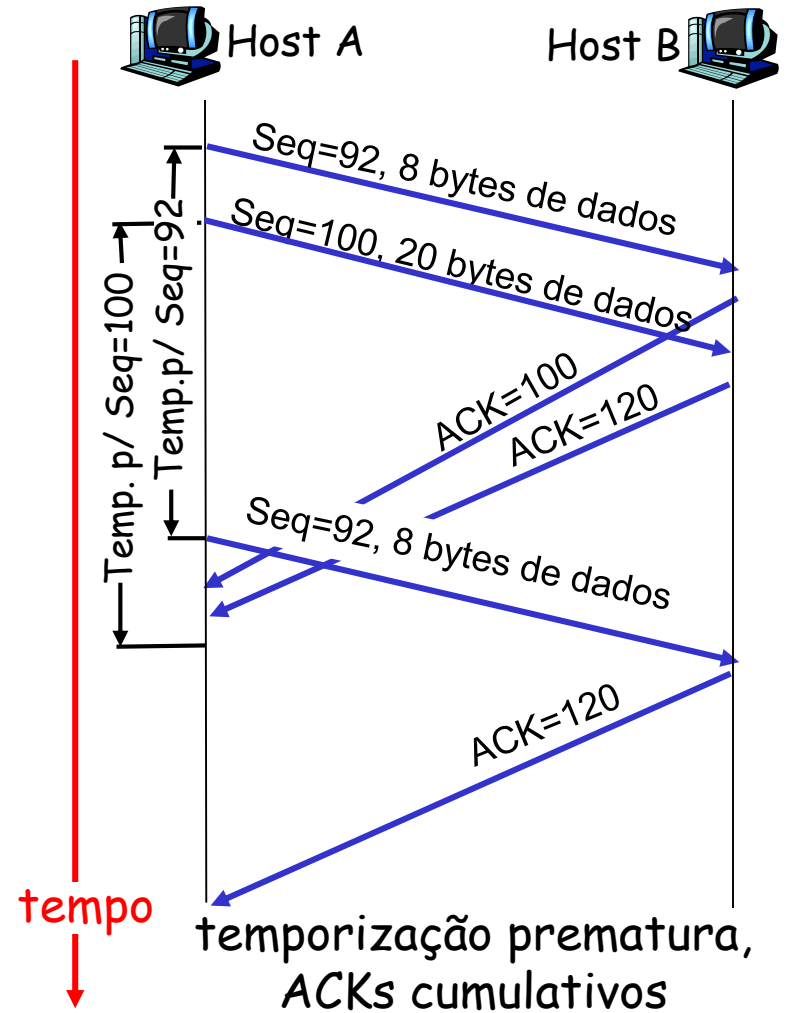 Host A
Host B
Seq=92, 8 bytes de dados
Seq=100, 20 bytes de dados
Temp. p/ Seq=100
Temp.p/ Seq=92
ACK=100
ACK=120
Seq=92, 8 bytes de dados
ACK=120
tempo
temporização prematura,
ACKs cumulativos